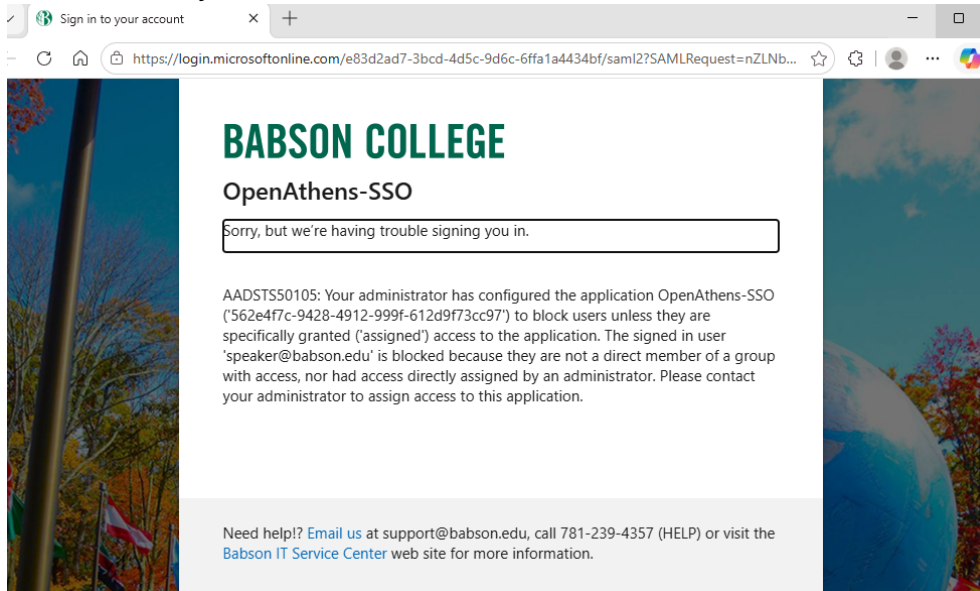 Sign in to your account
https://login.microsoftonline.com/e83d2ad7-3bcd-4d5c-9d6c-6ffa1a4434bf/saml2?SAMLRequest=nZLNb...
BABSON COLLEGE
OpenAthens-SSO
Sorry, but we're having trouble signing you in.
AADSTS50105: Your administrator has configured the application OpenAthens-SSO
('562e4f7c-9428-4912-999f-612d9f73cc97') to block users unless they are
specifically granted ('assigned') access to the application. The signed in user
'speaker@babson.edu' is blocked because they are not a direct member of a group
with access, nor had access directly assigned by an administrator. Please contact
your administrator to assign access to this application.
Need help!? Email us at support@babson.edu, call 781-239-4357 (HELP) or visit the
Babson IT Service Center web site for more information.